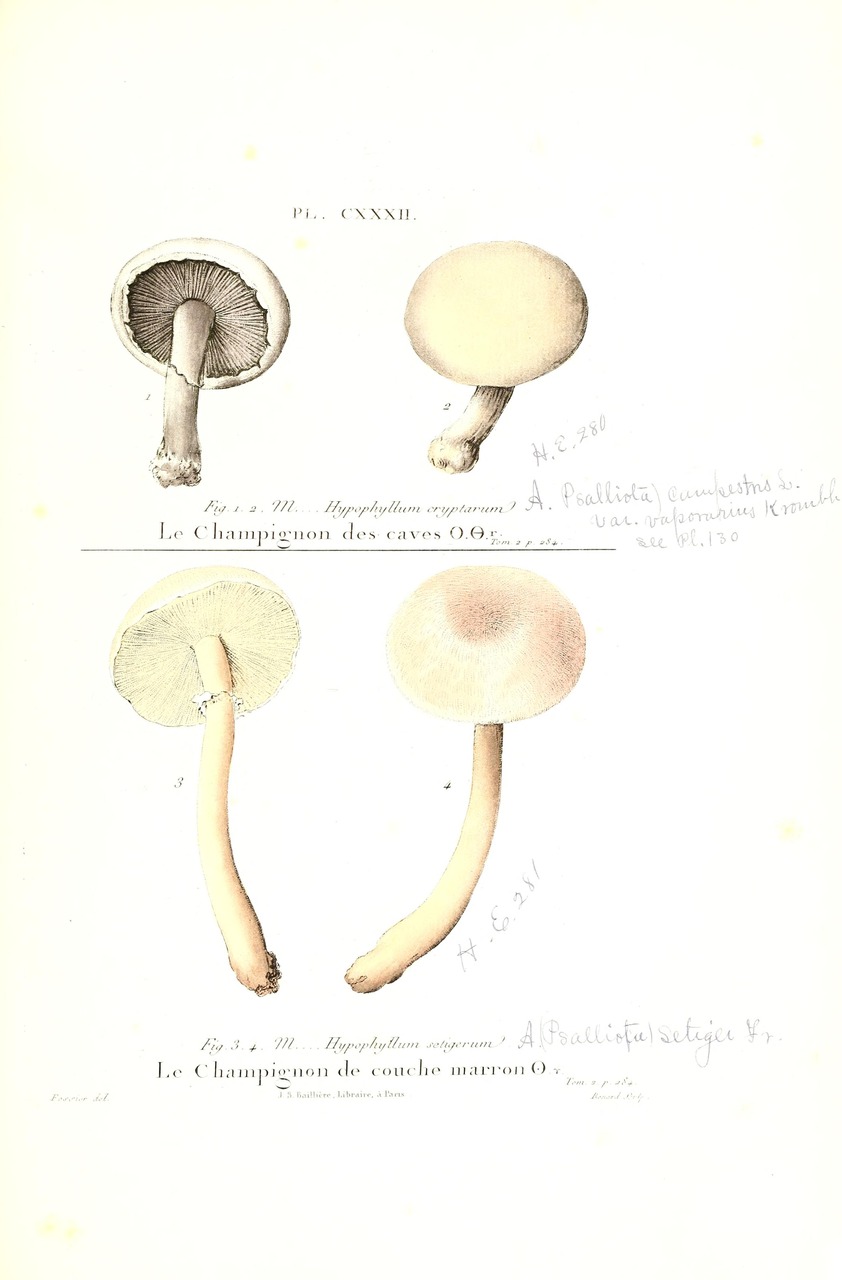 PL. CXXXII.
1
2
H. E. 280
Fig. 1. 2. M.... Hypophyllum cryptarum
A. Psalliota) campestris L.
Var. vaporarius Krombh
see Pl. 130
Le Champignon des caves O.Θ.r.
Tom. 2 p. 284.
3
4
H. E. 281
Fig. 3. 4. M.... Hypophyllum setigerum
A (Psalliota) setiger Fr.
Le Champignon de couche marron Θ r.
Tom. 2 p. 284
Fossier del.
J. B. Baillière, Libraire, à Paris
Sculp.